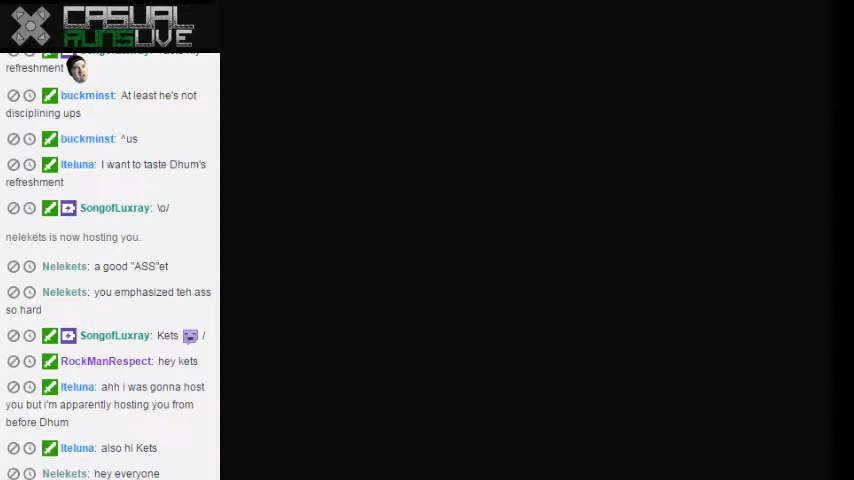 CASUAL
RUNSLIVE
refreshment
buckminst: At least he's not
disciplining ups
buckminst: ^us
Iteluna: I want to taste Dhum's
refreshment
SongofLuxray: \o/
nelekets is now hosting you.
Nelekets: a good "ASS"et
Nelekets: you emphasized teh ass
so hard
SongofLuxray: Kets /
RockManRespect: hey kets
Iteluna: ahh i was gonna host
you but i'm apparently hosting you from
before Dhum
Iteluna: also hi Kets
Nelekets: hey everyone